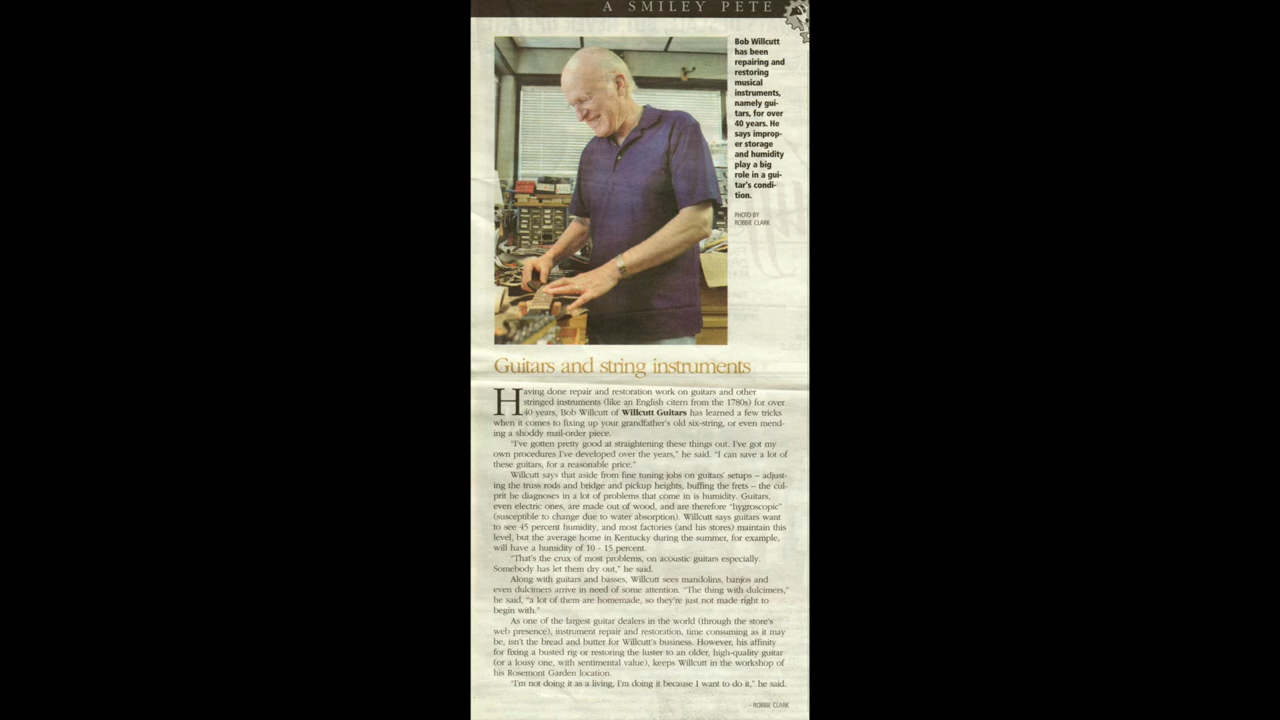 A SMILEY PETE
Bob Willcutt
has been
repairing and
restoring
musical
instruments,
namely gui-
tars, for over
40 years. He
says improp-
er storage
and humidity
play a big
role in a gui-
tar's condi-
tion.
PHOTO BY
ROBBIE CLARK
Guitars and string instruments
Having done repair and restoration work on guitars and other
stringed instruments (like an English citern from the 1780s) for over
40 years, Bob Willcutt of Willcutt Guitars has learned a few tricks
when it comes to fixing up your grandfather's old six-string, or even mend-
ing a shoddy mail-order piece.
"I've gotten pretty good at straightening these things out. I've got my
own procedures I've developed over the years," he said. "I can save a lot of
these guitars, for a reasonable price."
Willcutt says that aside from fine tuning jobs on guitars' setups – adjust-
ing the truss rods and bridge and pickup heights, buffing the frets – the cul-
prit he diagnoses in a lot of problems that come in is humidity. Guitars,
even electric ones, are made out of wood, and are therefore "hygroscopic"
(susceptible to change due to water absorption). Willcutt says guitars want
to see 45 percent humidity, and most factories (and his stores) maintain this
level, but the average home in Kentucky during the summer, for example,
will have a humidity of 10 - 15 percent.
"That's the crux of most problems, on acoustic guitars especially.
Somebody has let them dry out," he said.
Along with guitars and basses, Willcutt sees mandolins, banjos and
even dulcimers arrive in need of some attention. "The thing with dulcimers,"
he said, "a lot of them are homemade, so they're just not made right to
begin with."
As one of the largest guitar dealers in the world (through the store's
web presence), instrument repair and restoration, time consuming as it may
be, isn't the bread and butter for Willcutt's business. However, his affinity
for fixing a busted rig or restoring the luster to an older, high-quality guitar
(or a lousy one, with sentimental value), keeps Willcutt in the workshop of
his Rosemont Garden location.
"I'm not doing it as a living, I'm doing it because I want to do it," he said.
- ROBBIE CLARK